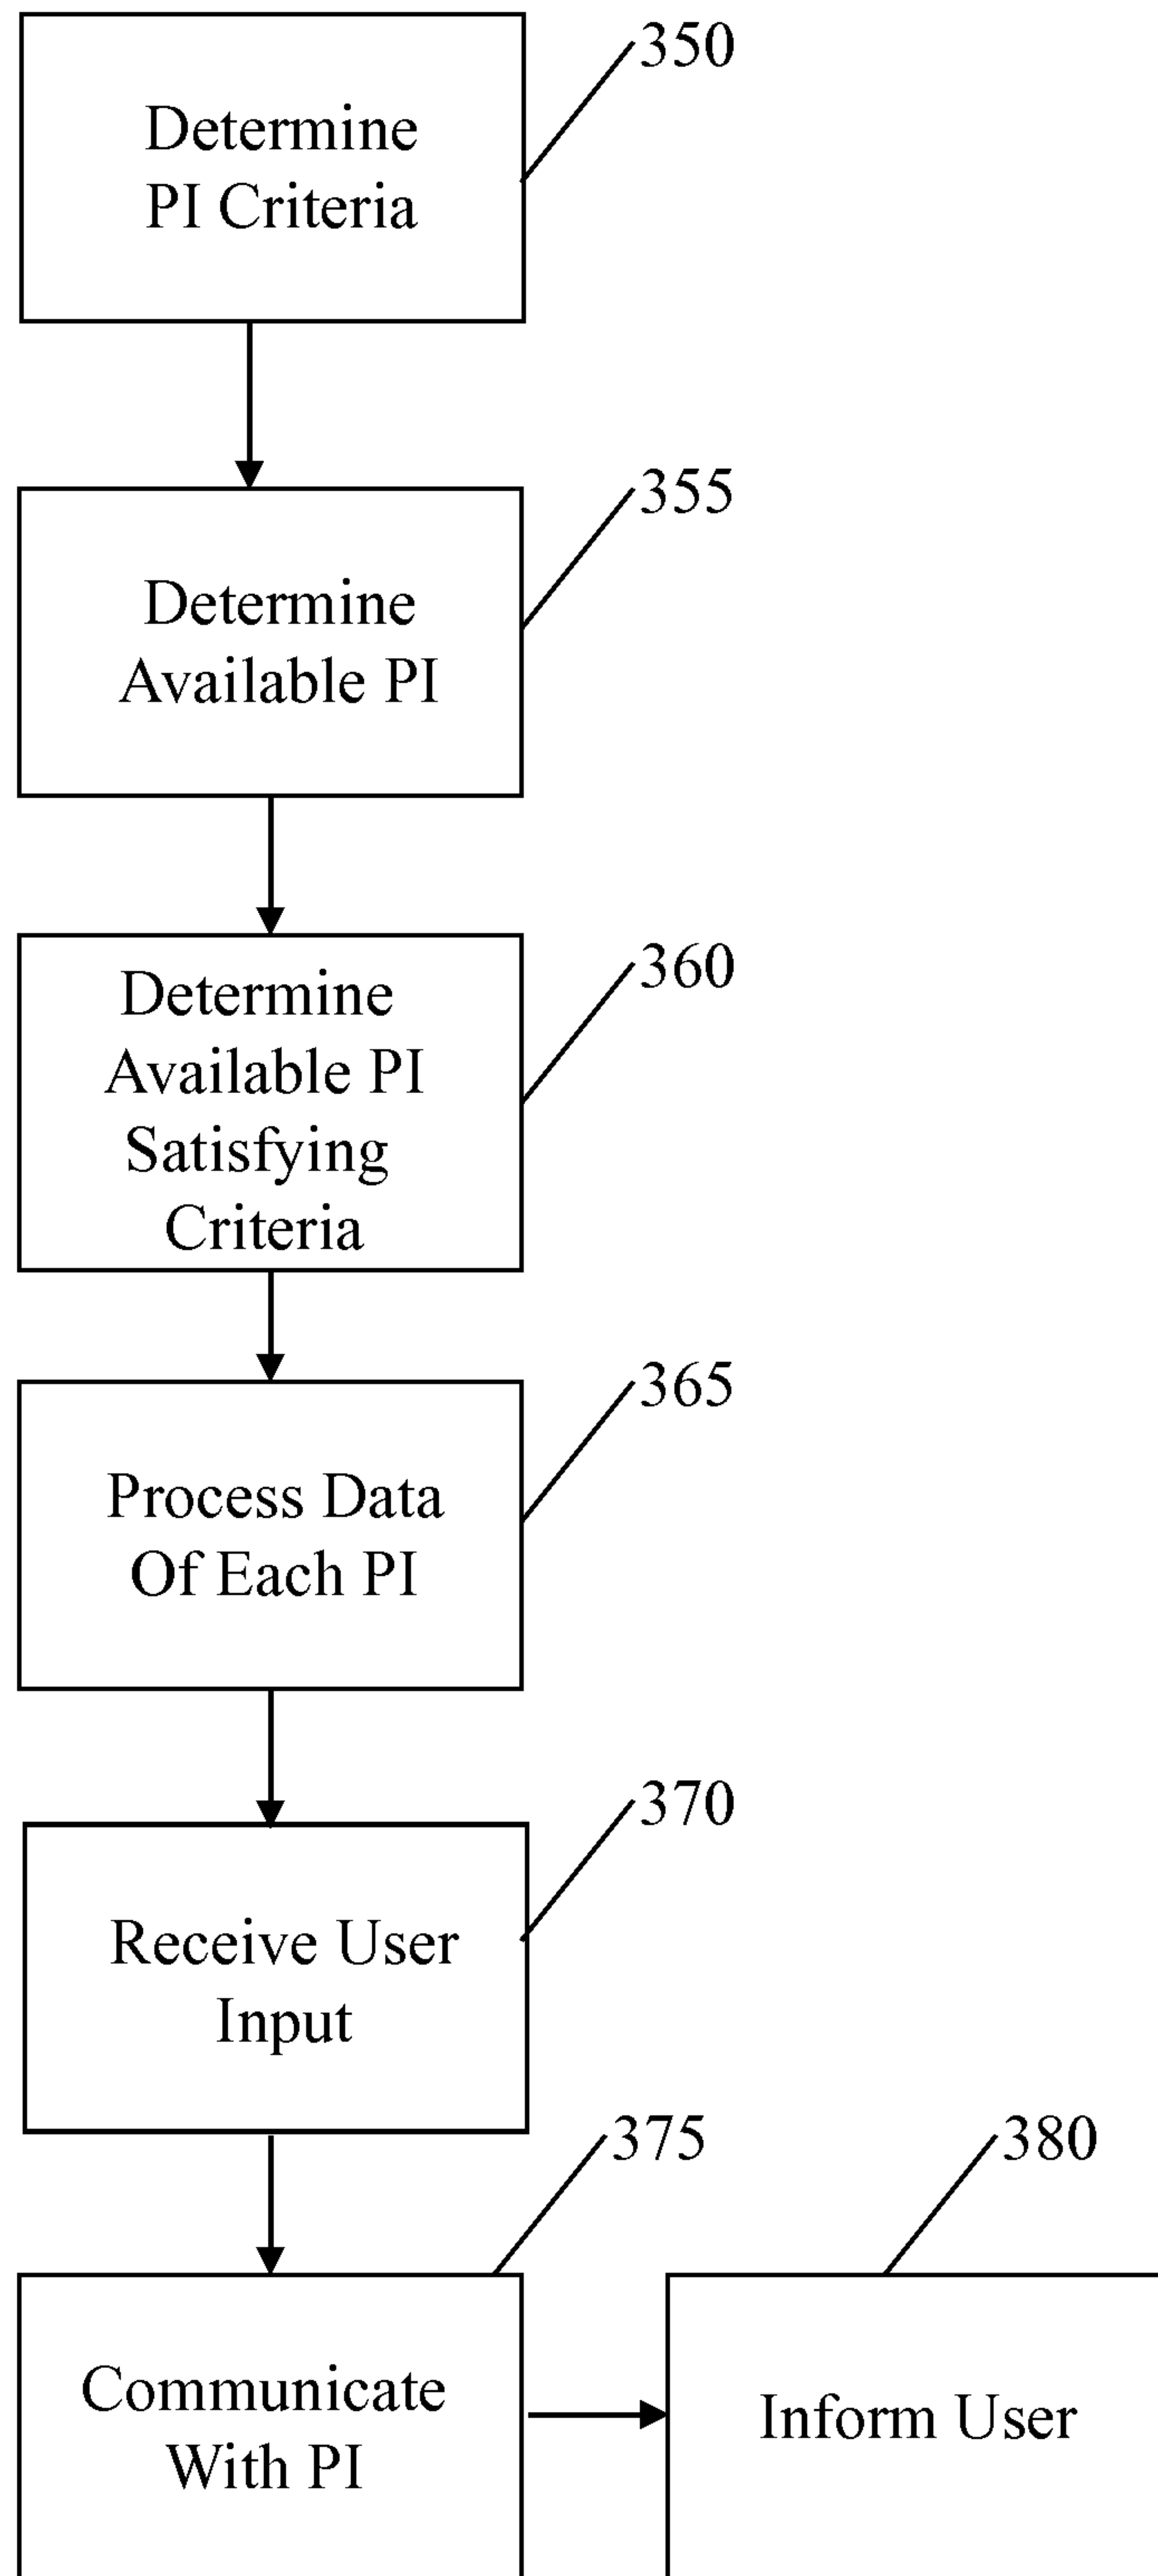 350
Determine
PI Criteria
355
Determine
Available PI
360
Determine
Available PI
Satisfying
Criteria
365
Process Data
Of Each PI
370
Receive User
Input
375
380
Communicate
With PI
Inform User